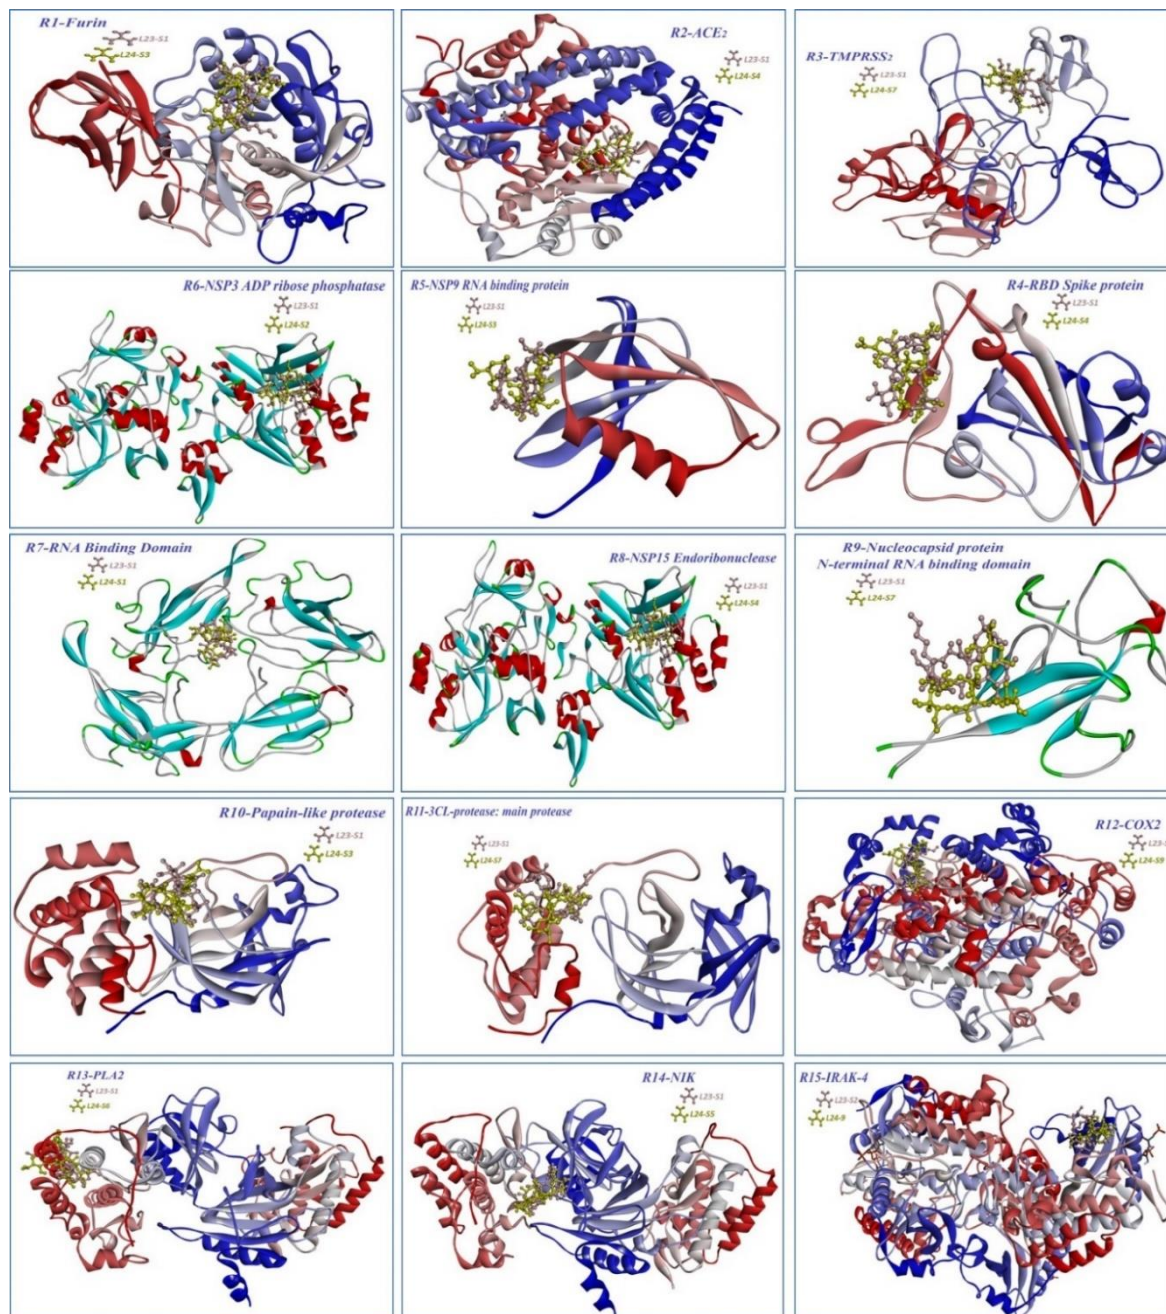 R1-Furin
L23-S1
L24-S3
R2-ACE2
L23-S1
L24-S4
R3-TMPRSS2
L23-S1
L24-S7
R6-NSP3 ADP ribose phosphatase
L23-S1
L24-S2
R5-NSP9 RNA binding protein
L23-S1
L24-S5
R4-RBD Spike protein
L23-S1
L24-S4
R7-RNA Binding Domain
L23-S1
L24-S1
R8-NSP15 Endoribonuclease
L23-S1
L24-S4
R9-Nucleocapsid protein
N-terminal RNA binding domain
L23-S1
L24-S7
R10-Papain-like protease
L23-S1
L24-S3
R11-3CL-protease: main protease
L23-S1
L24-S7
R12-COX2
L24-S9
R13-PLA2
L23-S1
L24-S6
R14-NIK
L23-S1
L24-S5
R15-IRAK-4
L24-9